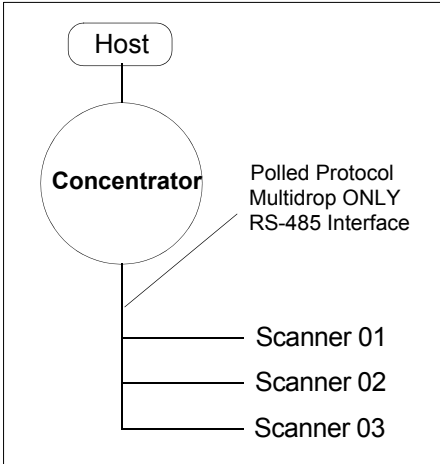 Host
Concentrator
Polled Protocol
Multidrop ONLY
RS-485 Interface
Scanner 01
Scanner 02
Scanner 03